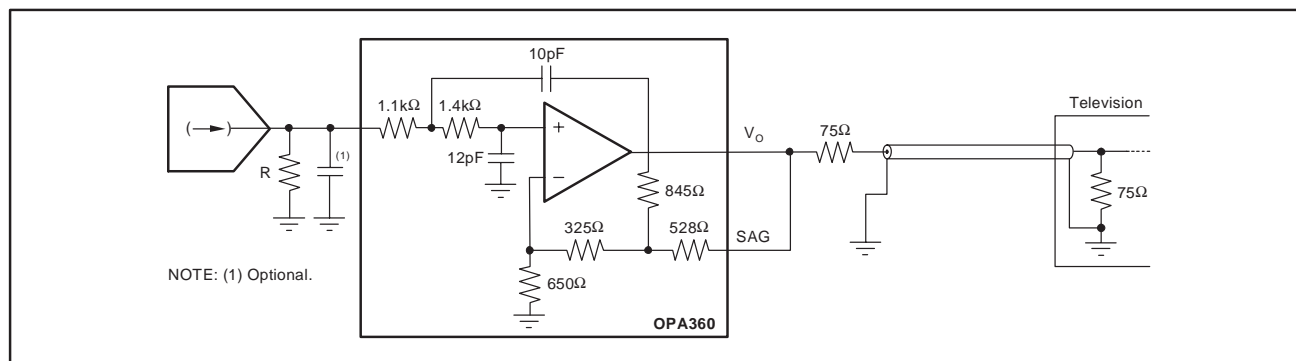 10pF
1.1kΩ
1.4kΩ
Television
( )
(1)
+
V_O
75Ω
R
12pF
−
845Ω
75Ω
325Ω
528Ω
SAG
NOTE: (1) Optional.
650Ω
OPA360